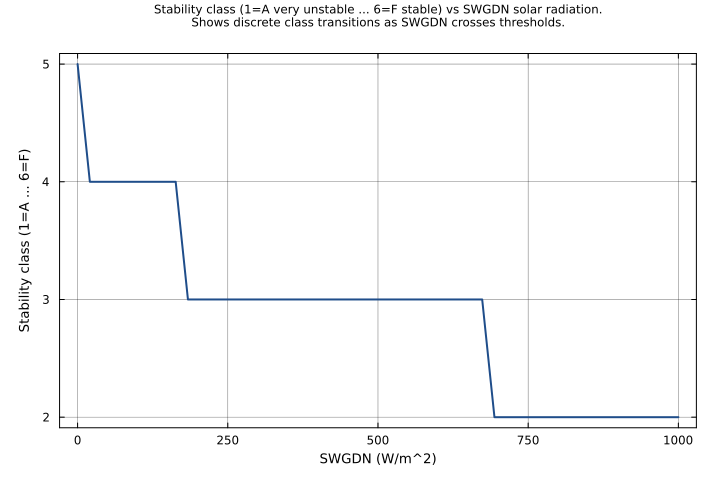 Stability class (1=A very unstable ... 6=F stable) vs SWGDN solar radiation.
Shows discrete class transitions as SWGDN crosses thresholds.
Stability class (1=A ... 6=F)
5
4
3
2
0 250 500 750 1000
SWGDN (W/m^2)